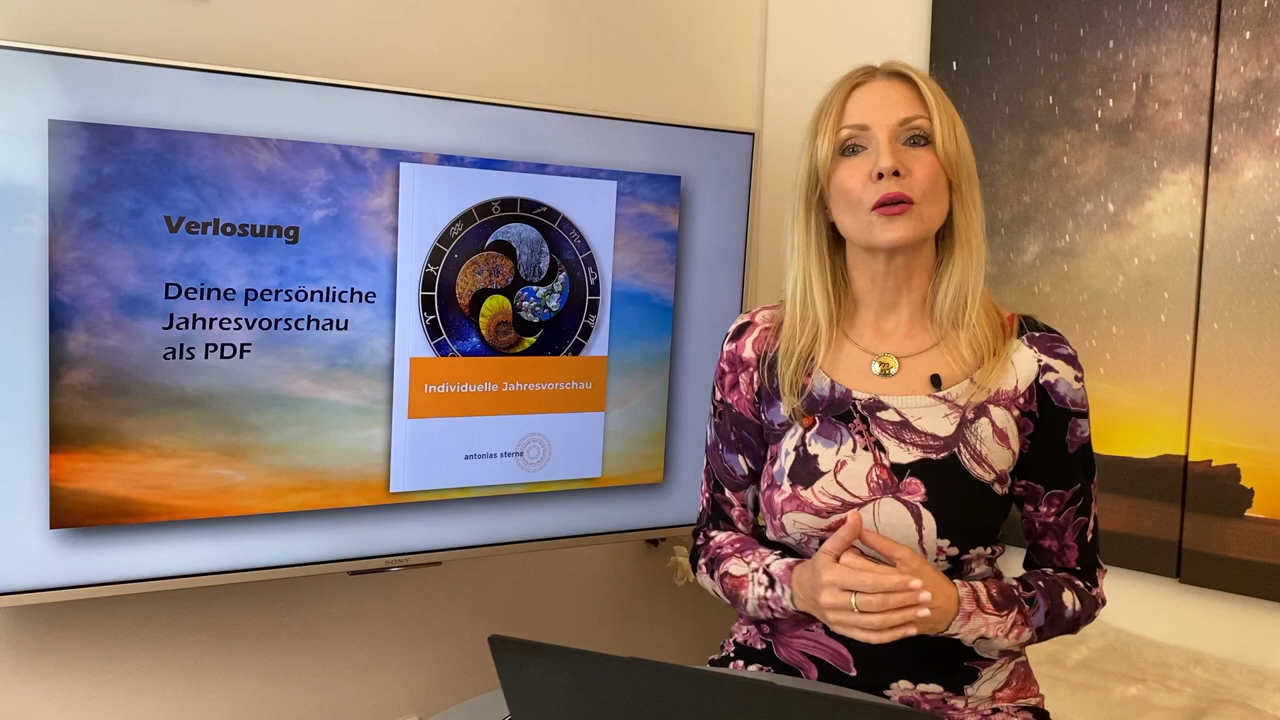 Verlosung
Deine persönliche
Jahresvorschau
als PDF
Individuelle Jahresvorschau
antonias sterne
SONY